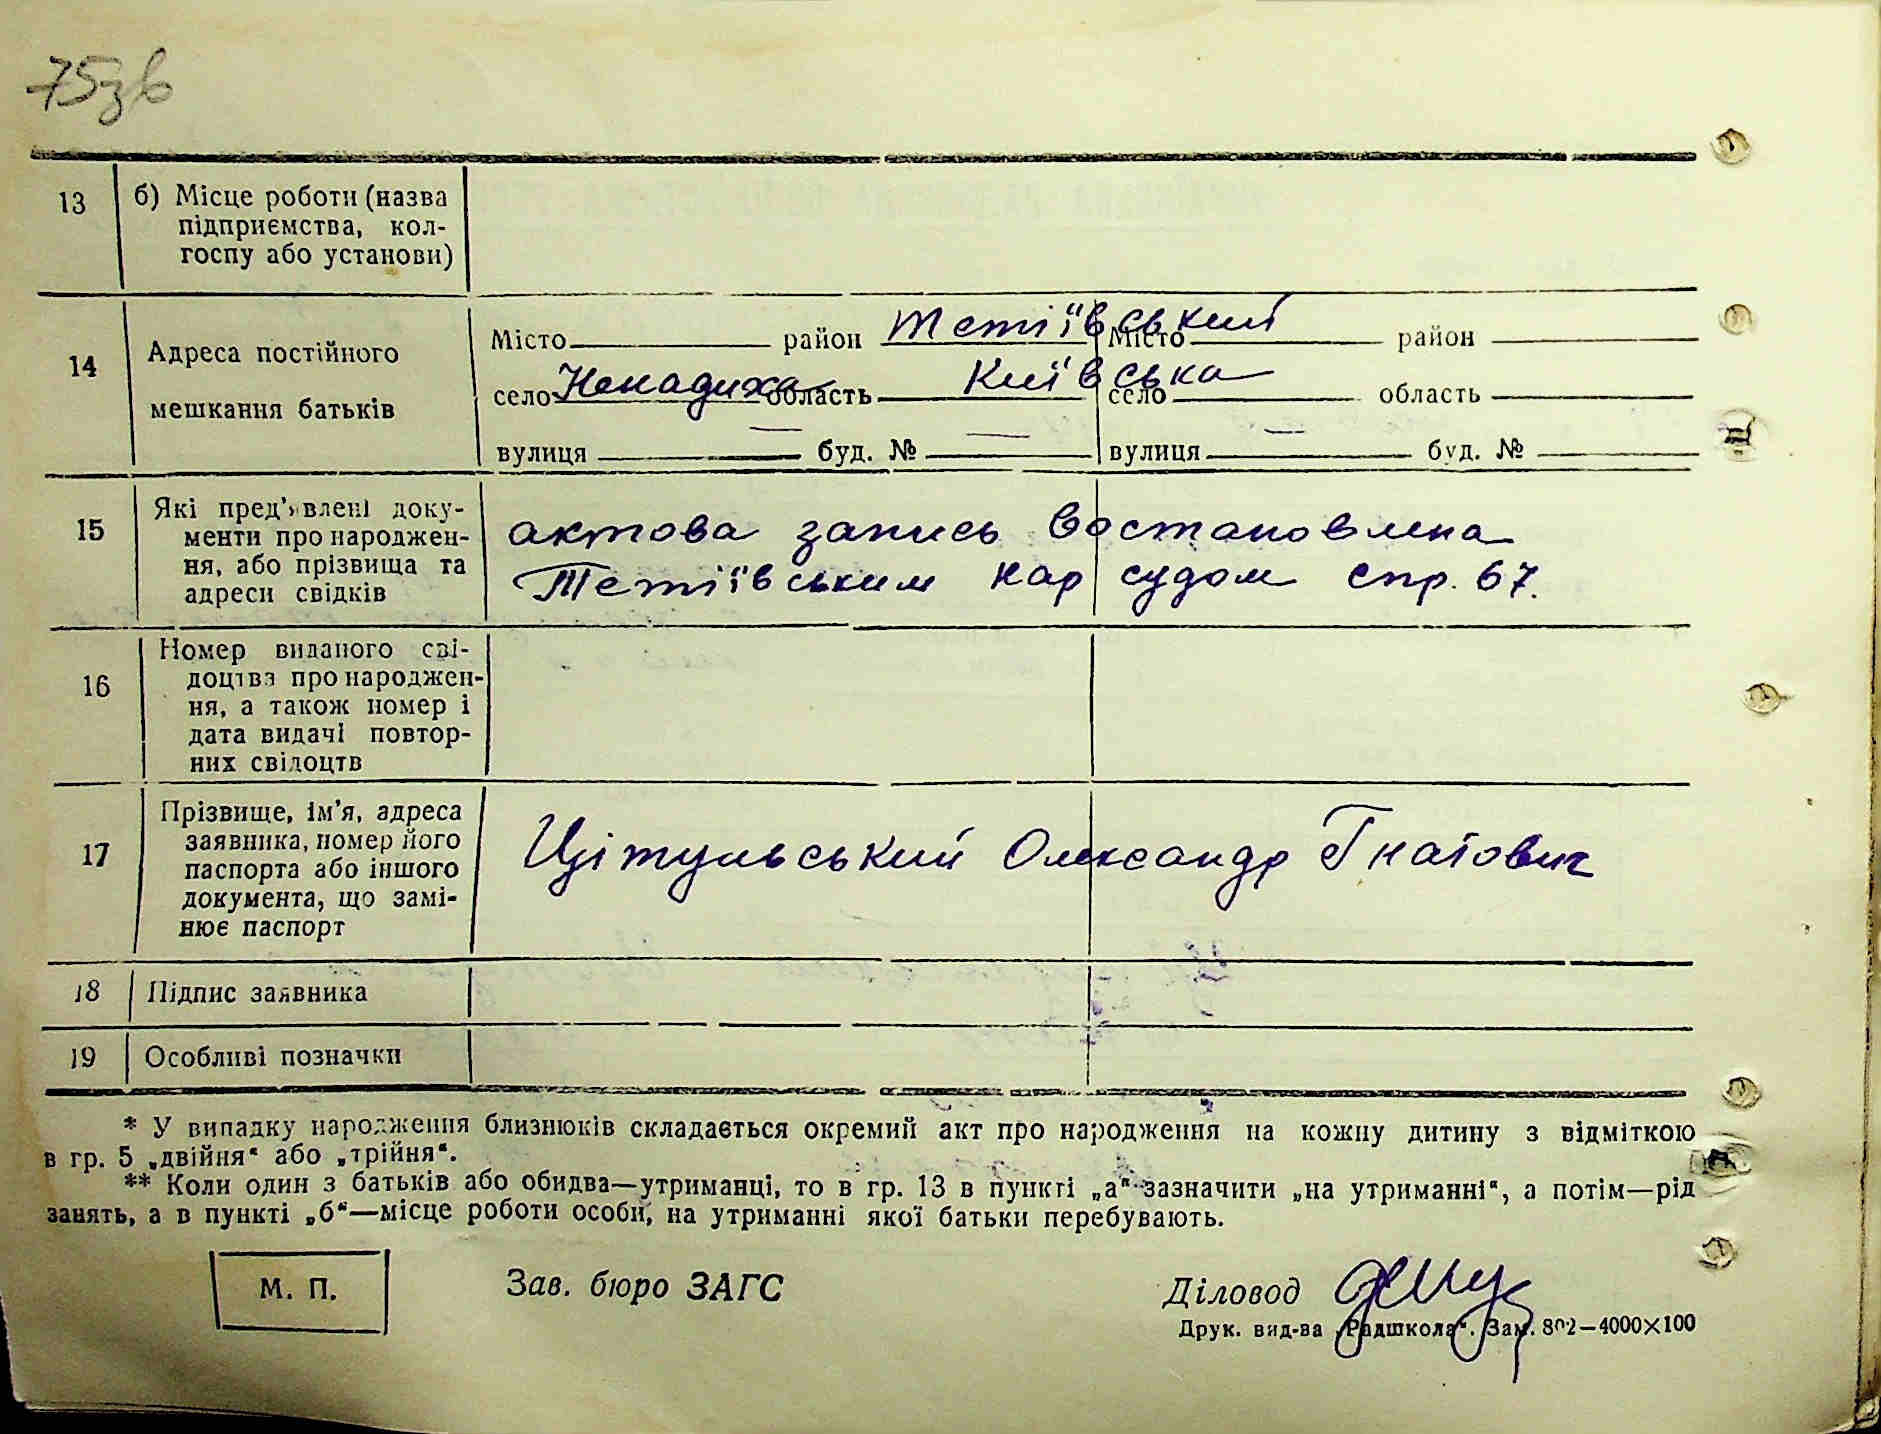 75зв
13 б) Місце роботи (назва
підприємства, кол-
госпу або установи)
14 Адреса постійного
мешкання батьків
Місто район Тетіївський Місто район
село Ненадиха область Київська село область
вулиця — буд. № — вулиця — буд. №
15 Які пред'явлені доку-
менти про народжен-
ня, або прізвища та
адреси свідків
актова запись востановлена
Тетіївським нар судом спр. 67.
16 Номер виданого сві-
доцтва про народжен-
ня, а також номер і
дата видачі повтор-
них свідоцтв
17 Прізвище, ім'я, адреса
заявника, номер його
паспорта або іншого
документа, що замі-
нює паспорт
Цітульський Олександр Гнатович
18 Підпис заявника
19 Особливі позначки
* У випадку народження близнюків складається окремий акт про народження на кожну дитину з відміткою
в гр. 5 „двійня“ або „трійня“.
** Коли один з батьків або обидва—утриманці, то в гр. 13 в пункті „а“ зазначити „на утриманні“, а потім—рід
занять, а в пункті „б“—місце роботи особи, на утриманні якої батьки перебувають.
М. П. Зав. бюро ЗАГС Діловод
Друк. вид-ва „Радшкола“. Зам. 802—4000×100